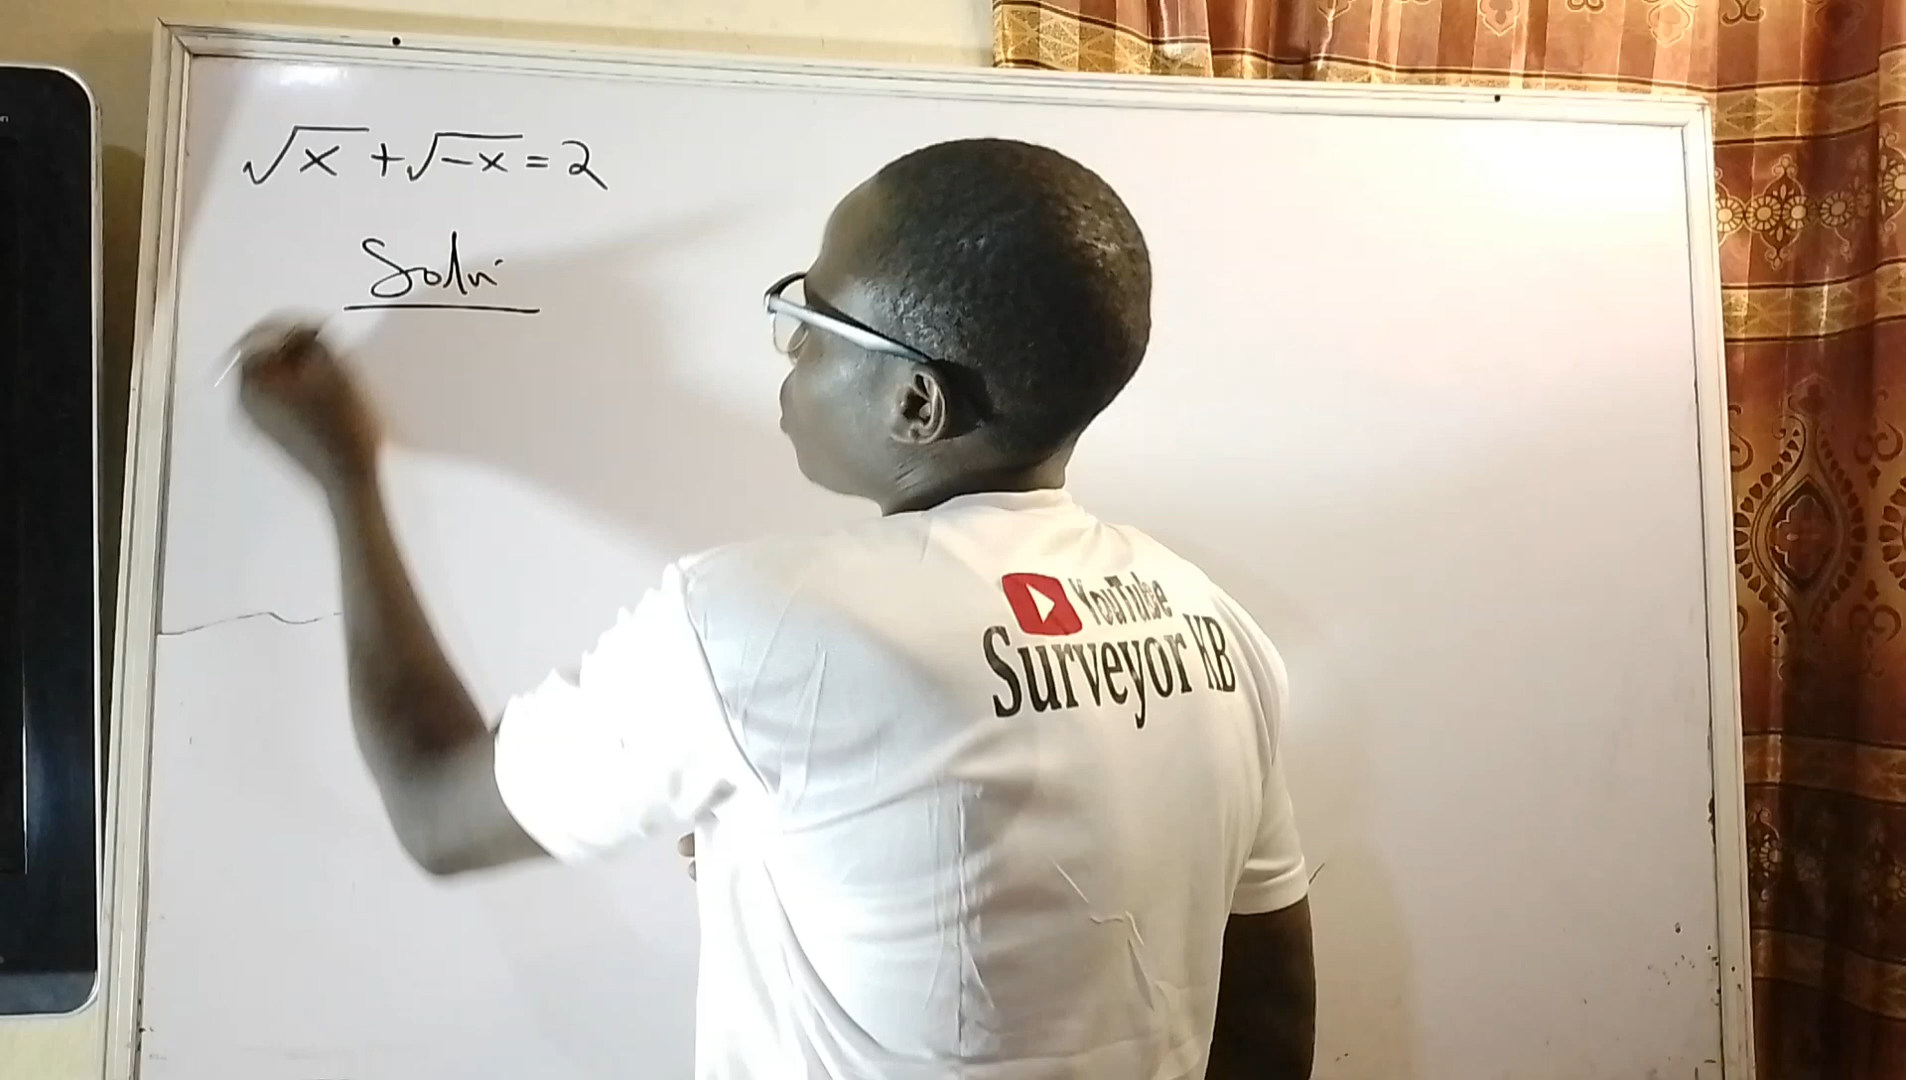 √x + √-x = 2
Soln
YouTube
Surveyor KB